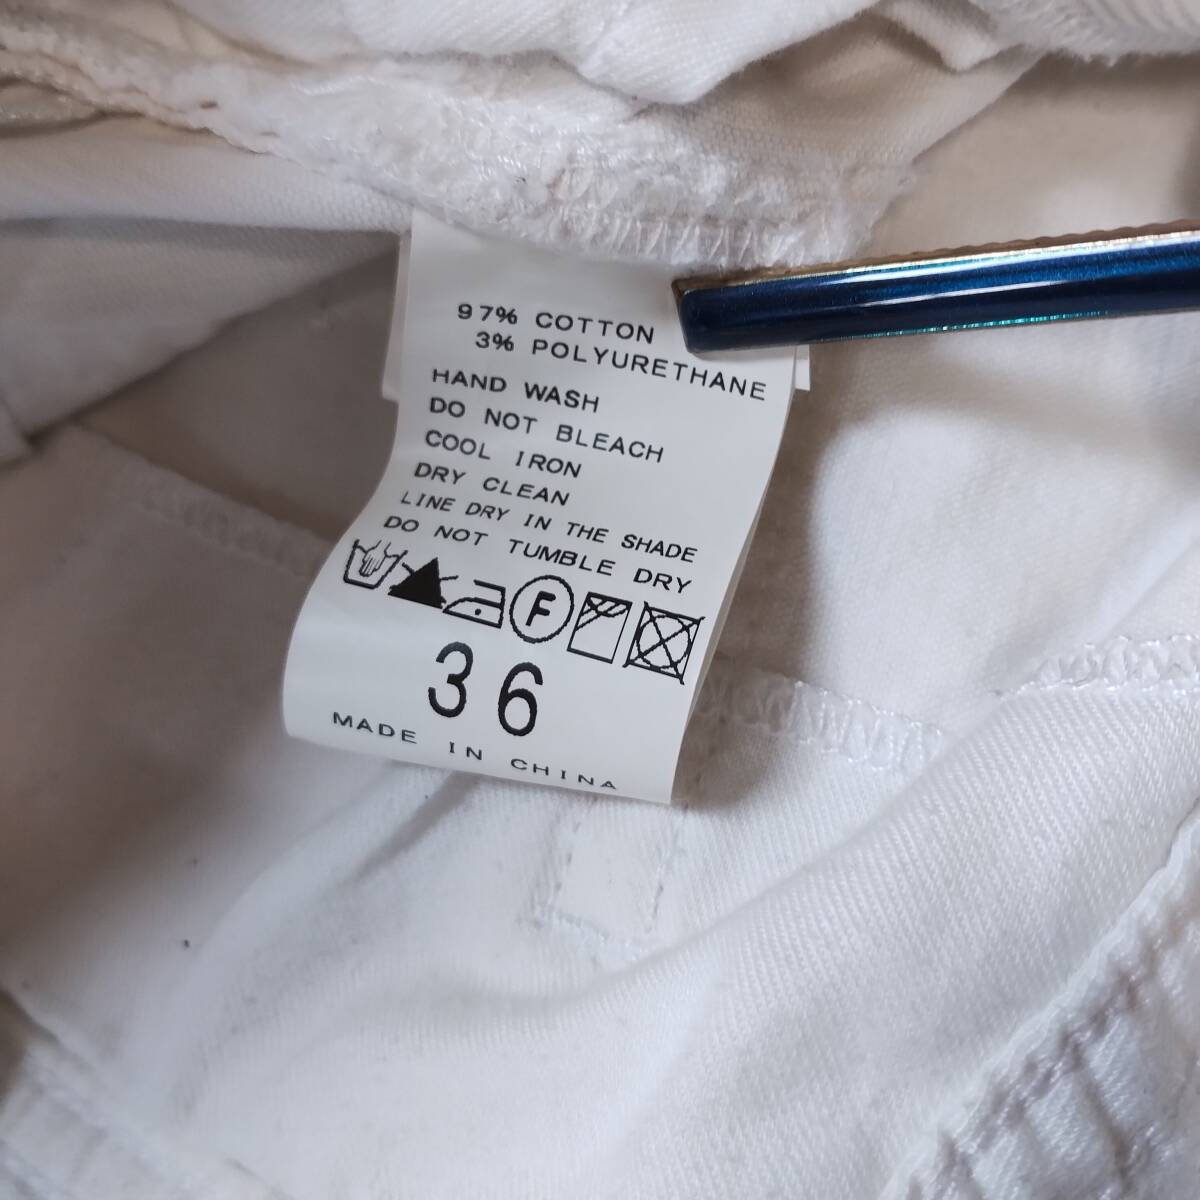 97% COTTON
3% POLYURETHANE
HAND WASH
DO NOT BLEACH
COOL IRON
DRY CLEAN
LINE DRY IN THE SHADE
DO NOT TUMBLE DRY
F
36
MADE IN CHINA